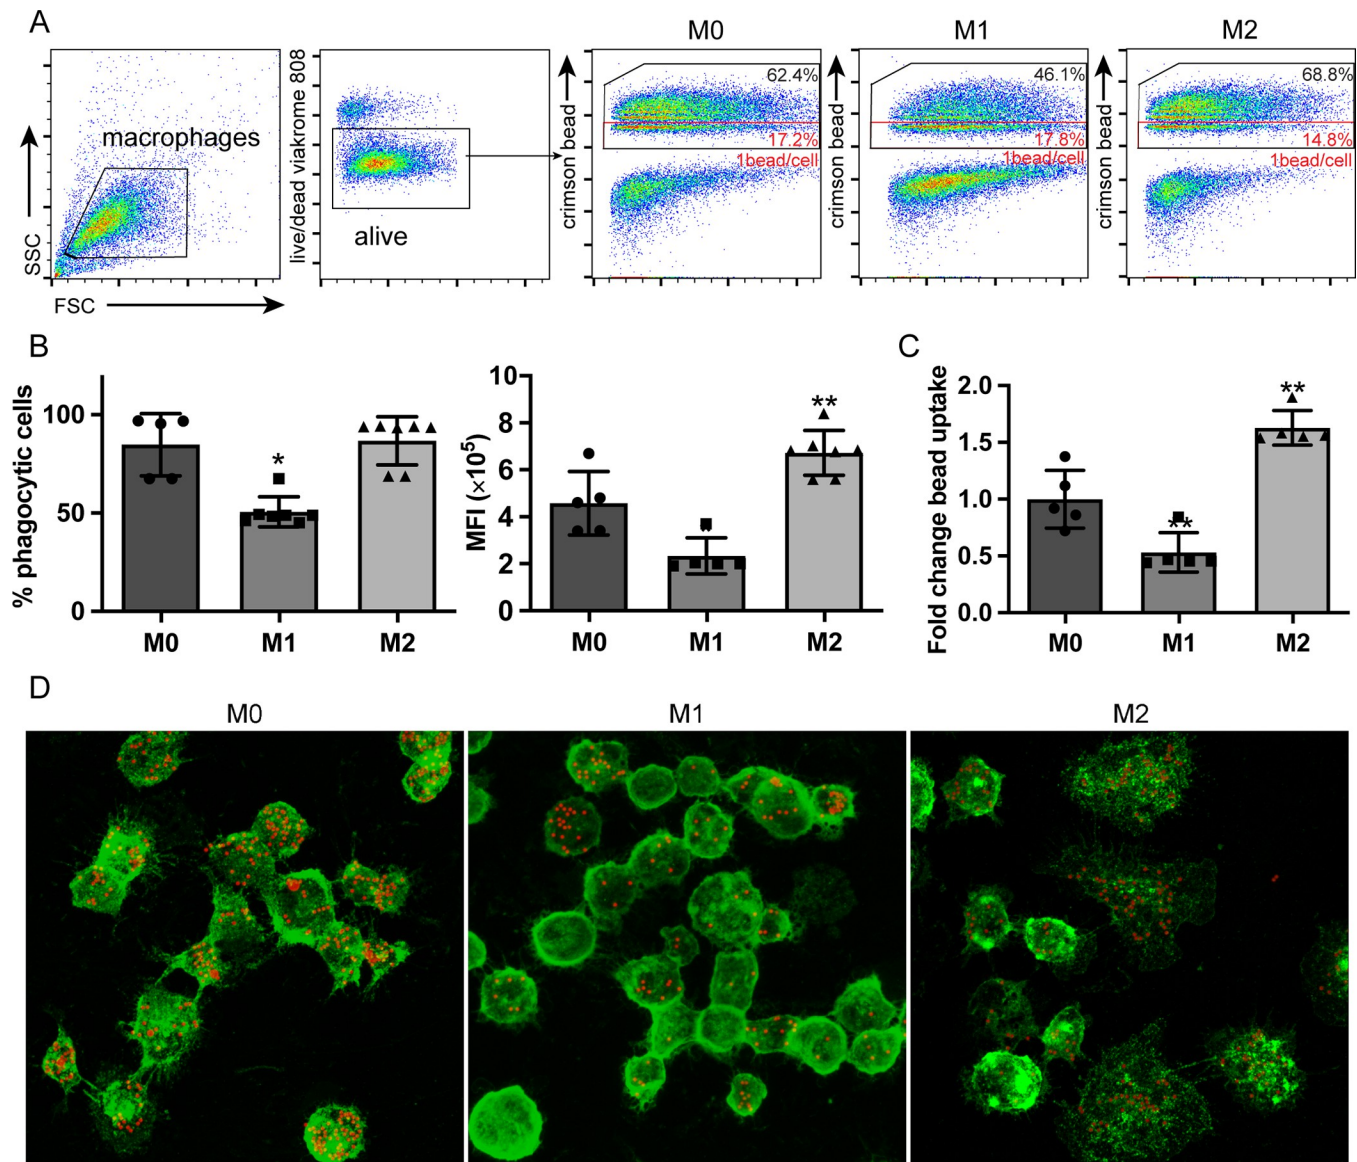 A
M0
M1
M2
SSC
macrophages
FSC
live/dead viakrome 808
alive
crimson bead
62.4%
17.2%
1bead/cell
crimson bead
46.1%
17.8%
1bead/cell
crimson bead
68.8%
14.8%
1bead/cell
B
% phagocytic cells
100
50
0
*
M0
M1
M2
MFI (×10⁵)
10
8
6
4
2
0
**
**
M0
M1
M2
C
Fold change bead uptake
2.0
1.5
1.0
0.5
0.0
**
**
M0
M1
M2
D
M0
M1
M2